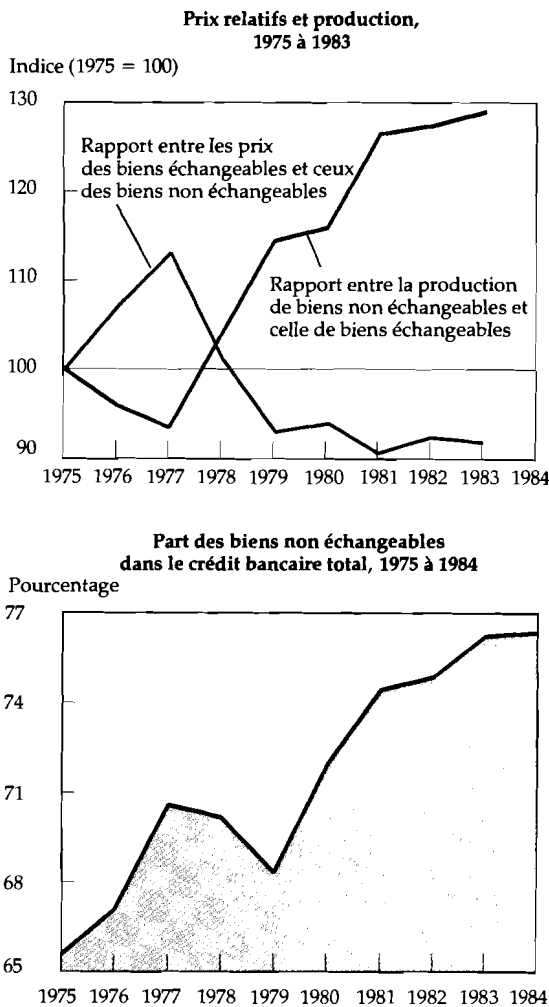 Prix relatifs et production,
1975 à 1983
Indice (1975 = 100)
130
Rapport entre les prix
des biens échangeables et ceux
des biens non échangeables
120
110
Rapport entre la production
de biens non échangeables et
celle de biens échangeables
100
90
1975 1976 1977 1978 1979 1980 1981 1982 1983 1984
Part des biens non échangeables
dans le crédit bancaire total, 1975 à 1984
Pourcentage
77
74
71
68
65
1975 1976 1977 1978 1979 1980 1981 1982 1983 1984